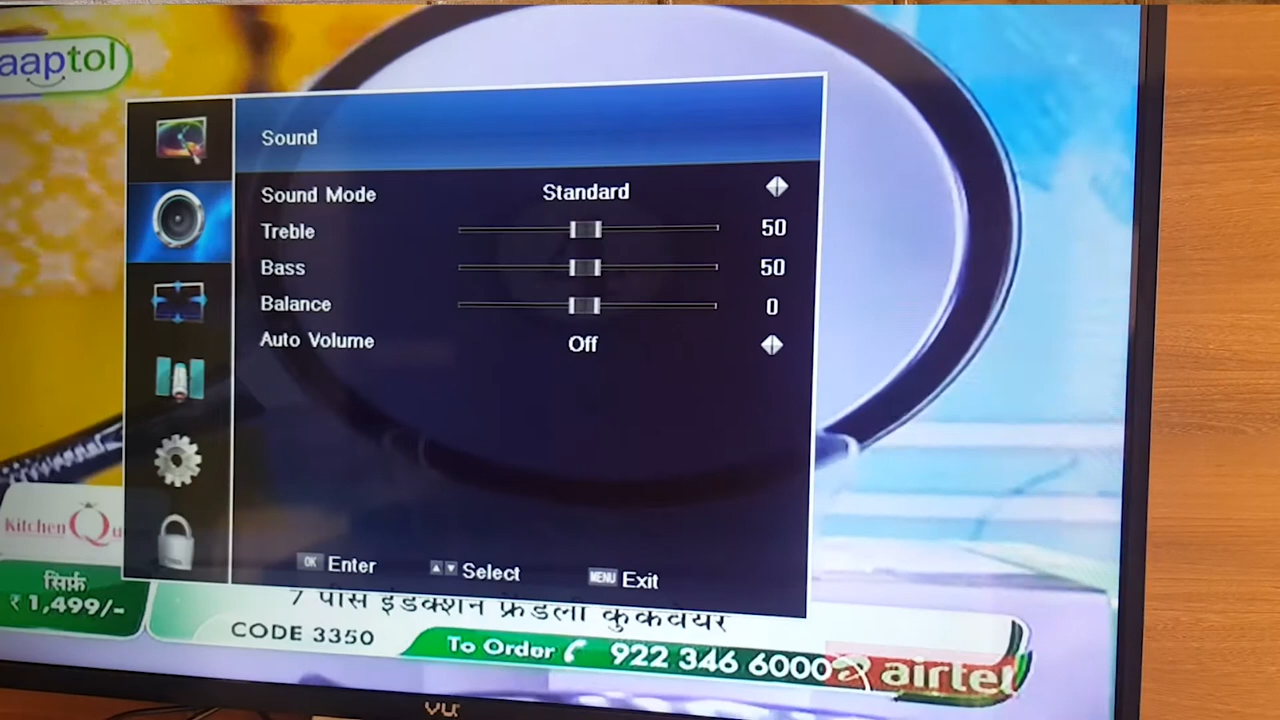 aaptol
Sound
Sound Mode Standard
Treble 50
Bass 50
Balance 0
Auto Volume Off
OK Enter Select MENU Exit
Kitchen Qu
सिर्फ़
₹ 1,499/-
7 पीस इंडक्शन फ्रेंडली कुकवेयर
CODE 3350
To Order 922 346 6000
airtel
Vu